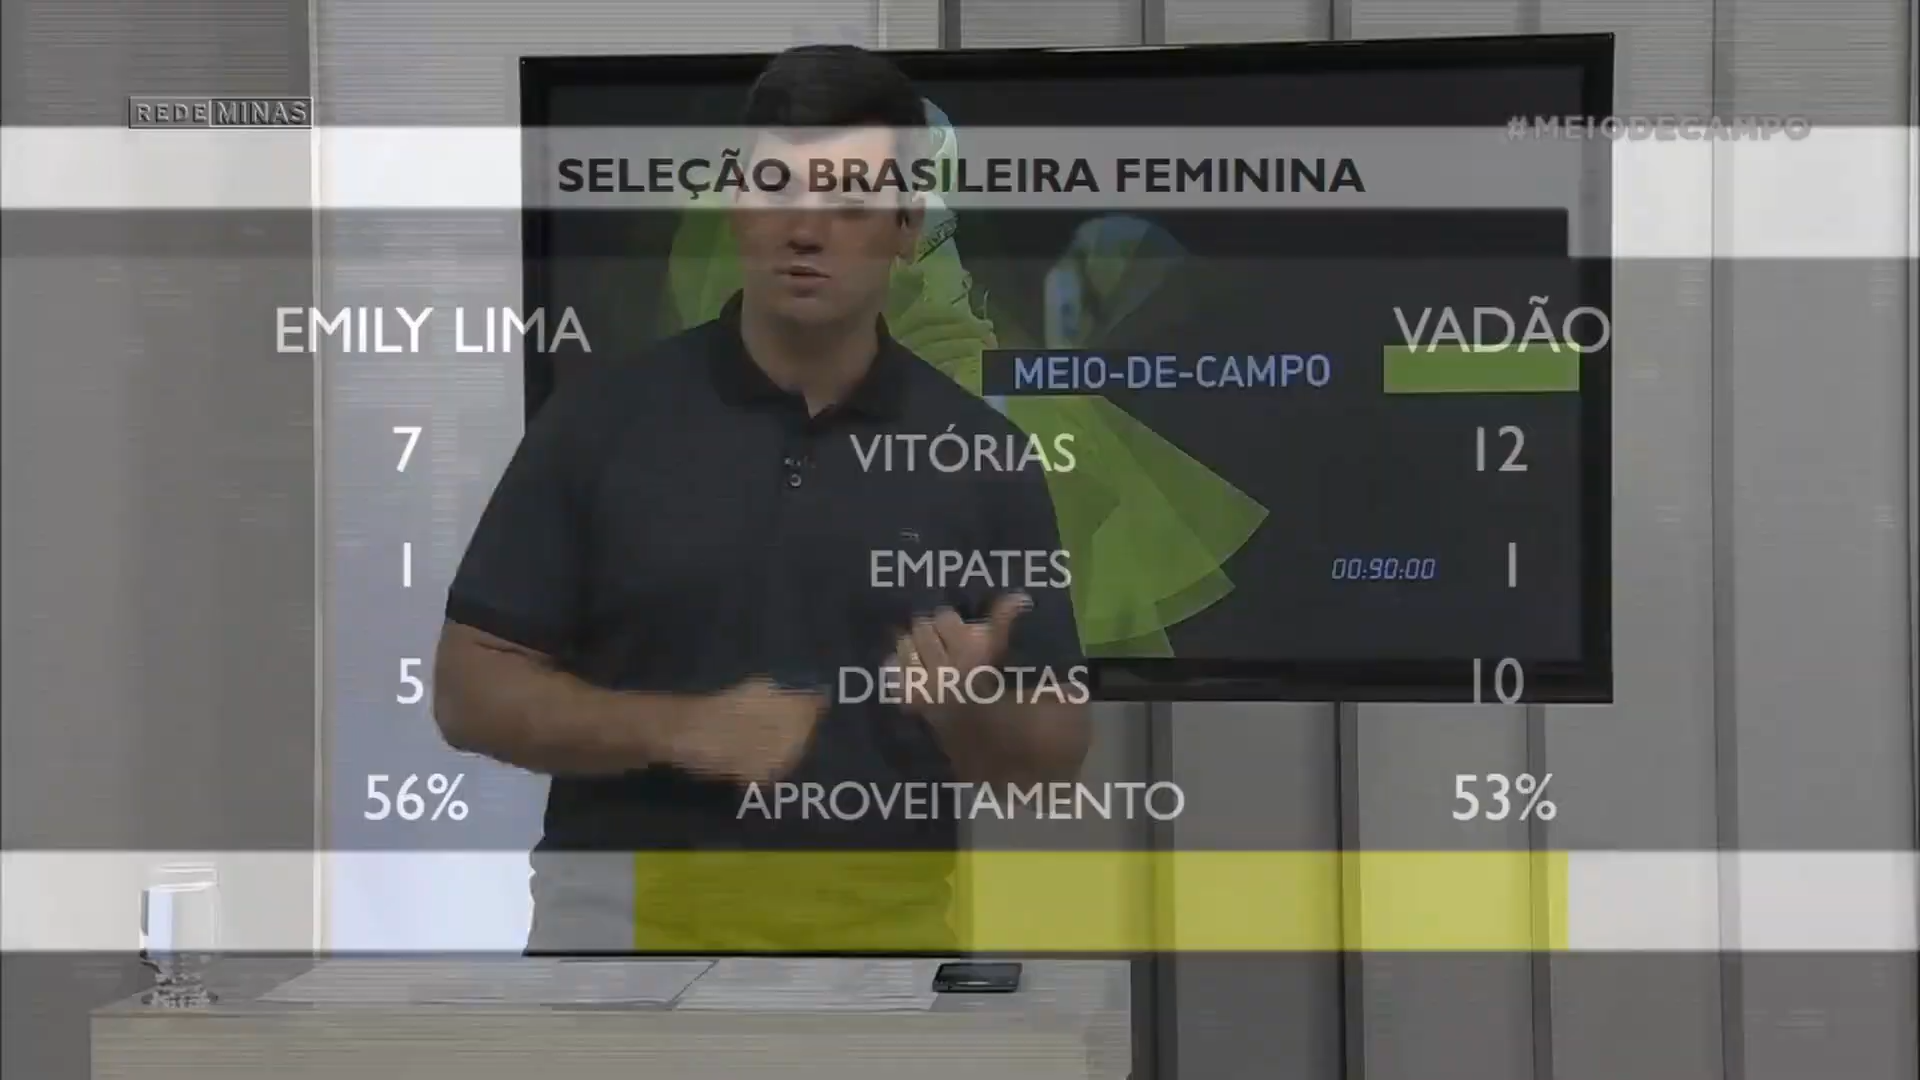 REDE MINAS
#MEIODECAMPO
SELEÇÃO BRASILEIRA FEMININA
EMILY LIMA
VADÃO
MEIO-DE-CAMPO
7 VITÓRIAS 12
1 EMPATES 1
00:90:00
5 DERROTAS 10
56% APROVEITAMENTO 53%